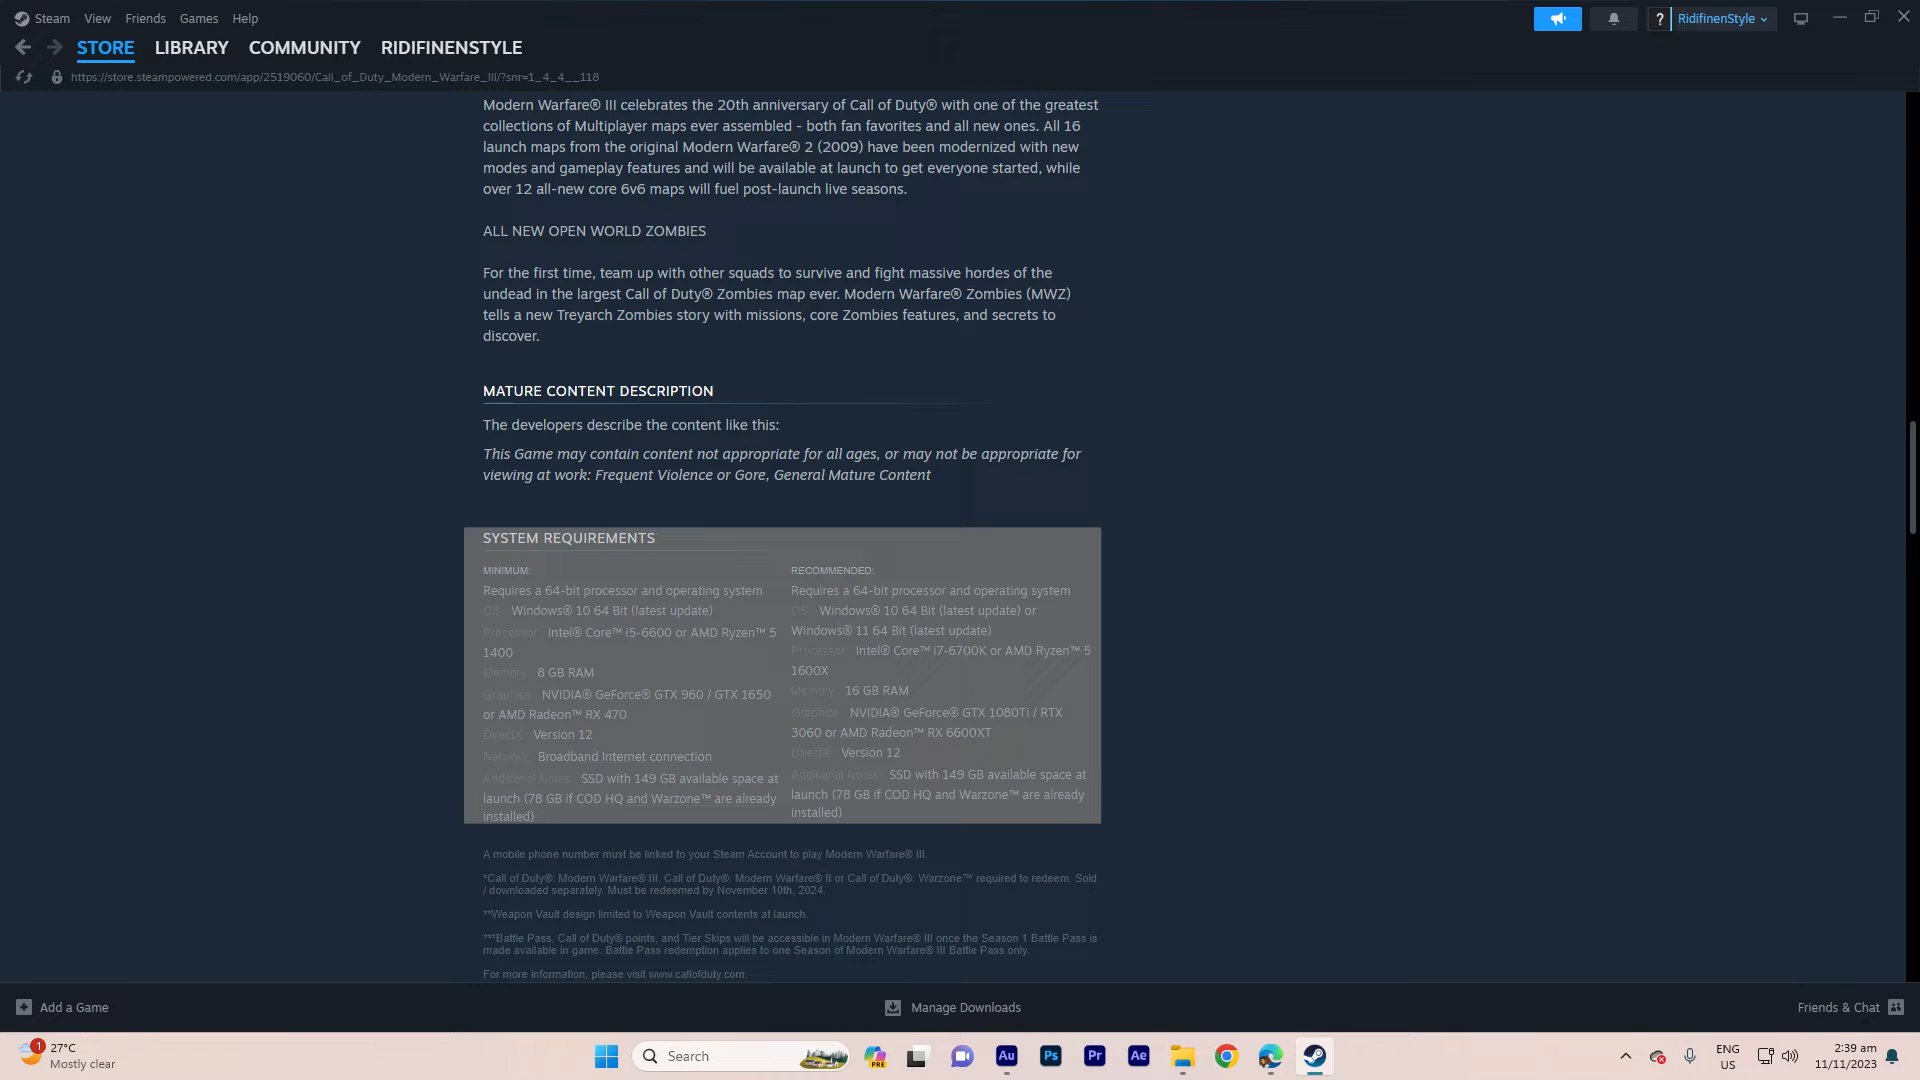 Steam View Friends Games Help
? RidifinenStyle
STORE LIBRARY COMMUNITY RIDIFINENSTYLE
https://store.steampowered.com/app/2519060/Call_of_Duty_Modern_Warfare_III/?snr=1_4_4__118
Modern Warfare® III celebrates the 20th anniversary of Call of Duty® with one of the greatest
collections of Multiplayer maps ever assembled - both fan favorites and all new ones. All 16
launch maps from the original Modern Warfare® 2 (2009) have been modernized with new
modes and gameplay features and will be available at launch to get everyone started, while
over 12 all-new core 6v6 maps will fuel post-launch live seasons.
ALL NEW OPEN WORLD ZOMBIES
For the first time, team up with other squads to survive and fight massive hordes of the
undead in the largest Call of Duty® Zombies map ever. Modern Warfare® Zombies (MWZ)
tells a new Treyarch Zombies story with missions, core Zombies features, and secrets to
discover.
MATURE CONTENT DESCRIPTION
The developers describe the content like this:
This Game may contain content not appropriate for all ages, or may not be appropriate for
viewing at work: Frequent Violence or Gore, General Mature Content
SYSTEM REQUIREMENTS
MINIMUM:
Requires a 64-bit processor and operating system
OS: Windows® 10 64 Bit (latest update)
Processor: Intel® Core™ i5-6600 or AMD Ryzen™ 5
1400
Memory: 8 GB RAM
Graphics: NVIDIA® GeForce® GTX 960 / GTX 1650
or AMD Radeon™ RX 470
DirectX: Version 12
Network: Broadband Internet connection
Additional Notes: SSD with 149 GB available space at
launch (78 GB if COD HQ and Warzone™ are already
installed)
RECOMMENDED:
Requires a 64-bit processor and operating system
OS: Windows® 10 64 Bit (latest update) or
Windows® 11 64 Bit (latest update)
Processor: Intel® Core™ i7-6700K or AMD Ryzen™ 5
1600X
Memory: 16 GB RAM
Graphics: NVIDIA® GeForce® GTX 1080Ti / RTX
3060 or AMD Radeon™ RX 6600XT
DirectX: Version 12
Additional Notes: SSD with 149 GB available space at
launch (78 GB if COD HQ and Warzone™ are already
installed)
A mobile phone number must be linked to your Steam Account to play Modern Warfare® III.
*Call of Duty®: Modern Warfare® III, Call of Duty®: Modern Warfare® II or Call of Duty®: Warzone™ required to redeem. Sold
/ downloaded separately. Must be redeemed by November 10th, 2024.
**Weapon Vault design limited to Weapon Vault contents at launch.
***Battle Pass, Call of Duty® points, and Tier Skips will be accessible in Modern Warfare® III once the Season 1 Battle Pass is
made available in game. Battle Pass redemption applies to one Season of Modern Warfare® III Battle Pass only.
For more information, please visit www.callofduty.com.
Add a Game
Manage Downloads
Friends & Chat
1
27°C
Mostly clear
Search
PRE
Au
Ps
Pr
Ae
ENG
US
2:39 am
11/11/2023